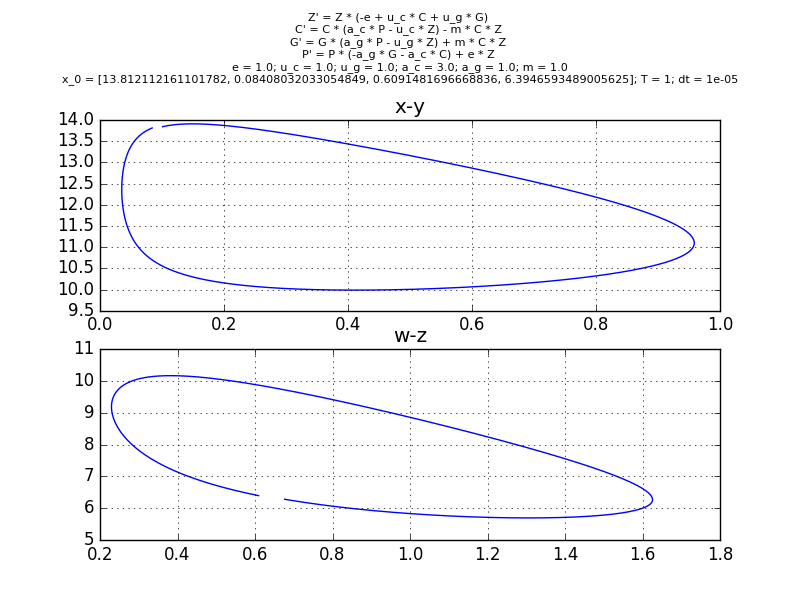 Z' = Z * (-e + u_c * C + u_g * G)
C' = C * (a_c * P - u_c * Z) - m * C * Z
G' = G * (a_g * P - u_g * Z) + m * C * Z
P' = P * (-a_g * G - a_c * C) + e * Z
e = 1.0; u_c = 1.0; u_g = 1.0; a_c = 3.0; a_g = 1.0; m = 1.0
x_0 = [13.812112161101782, 0.08408032033054849, 0.6091481696668836, 6.3946593489005625]; T = 1; dt = 1e-05
x-y
14.0
13.5
13.0
12.5
12.0
11.5
11.0
10.5
10.0
9.5
0.0 0.2 0.4 0.6 0.8 1.0
w-z
11
10
9
8
7
6
5
0.2 0.4 0.6 0.8 1.0 1.2 1.4 1.6 1.8